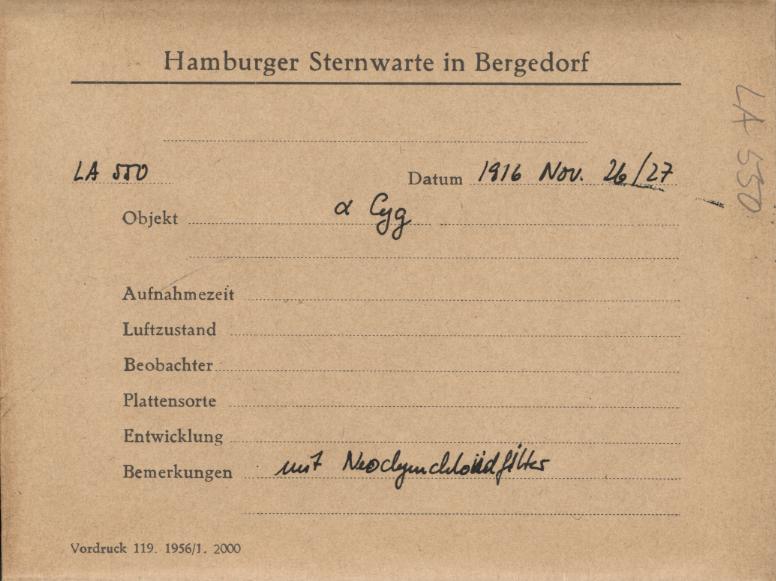 Hamburger Sternwarte in Bergedorf
LA 550
Datum 1916 Nov. 26/27
Objekt α Cyg
Aufnahmezeit
Luftzustand
Beobachter
Plattensorte
Entwicklung
Bemerkungen mit Neodymchloridfilter
Vordruck 119. 1956/1. 2000
LA 550